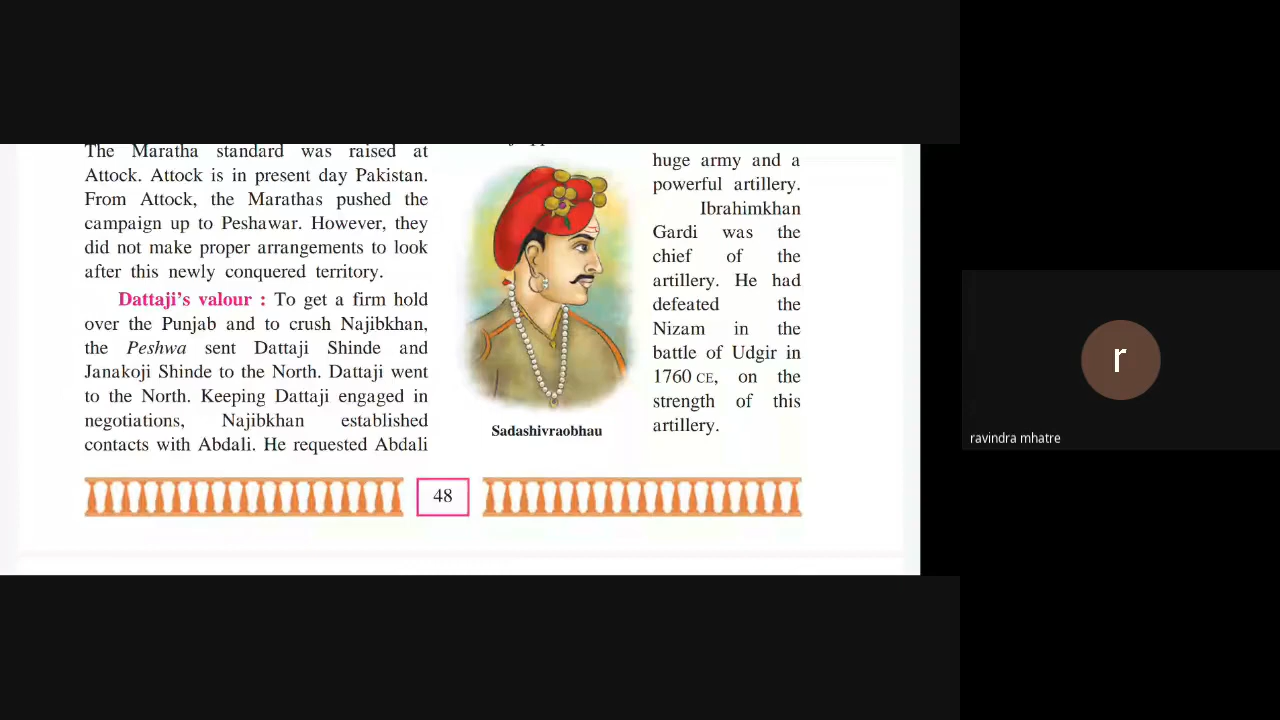 The Maratha standard was raised at
Attock. Attock is in present day Pakistan.
From Attock, the Marathas pushed the
campaign up to Peshawar. However, they
did not make proper arrangements to look
after this newly conquered territory.
Dattaji's valour : To get a firm hold
over the Punjab and to crush Najibkhan,
the Peshwa sent Dattaji Shinde and
Janakoji Shinde to the North. Dattaji went
to the North. Keeping Dattaji engaged in
negotiations, Najibkhan established
contacts with Abdali. He requested Abdali
Sadashivraobhau
huge army and a
powerful artillery.
Ibrahimkhan
Gardi was the
chief of the
artillery. He had
defeated the
Nizam in the
battle of Udgir in
1760 CE, on the
strength of this
artillery.
48
r
ravindra mhatre